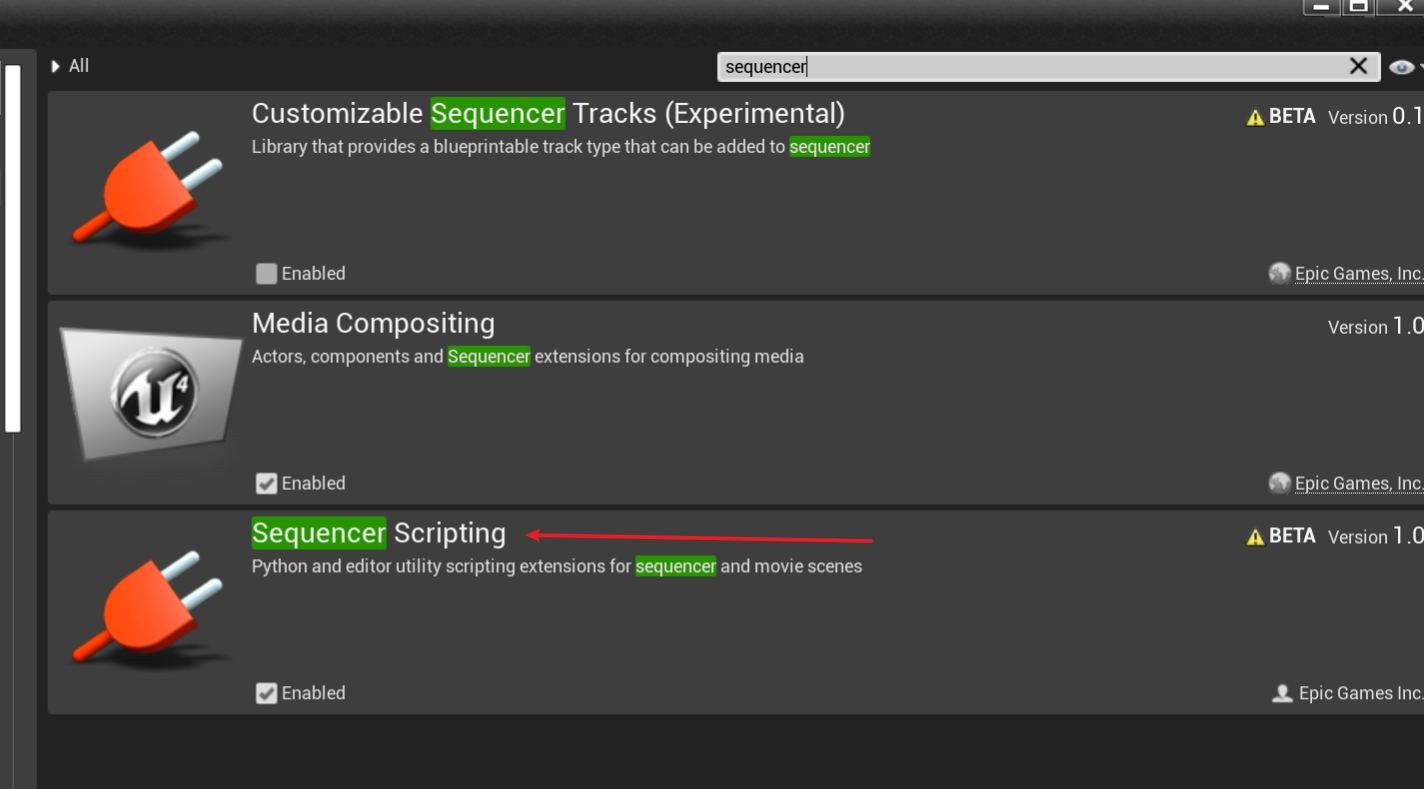 All
sequencer
Customizable Sequencer Tracks (Experimental)
BETA Version 0.1
Library that provides a blueprintable track type that can be added to sequencer
Enabled
Epic Games, Inc.
Media Compositing
Version 1.0
Actors, components and Sequencer extensions for compositing media
Enabled
Epic Games, Inc.
Sequencer Scripting
BETA Version 1.0
Python and editor utility scripting extensions for sequencer and movie scenes
Enabled
Epic Games Inc.